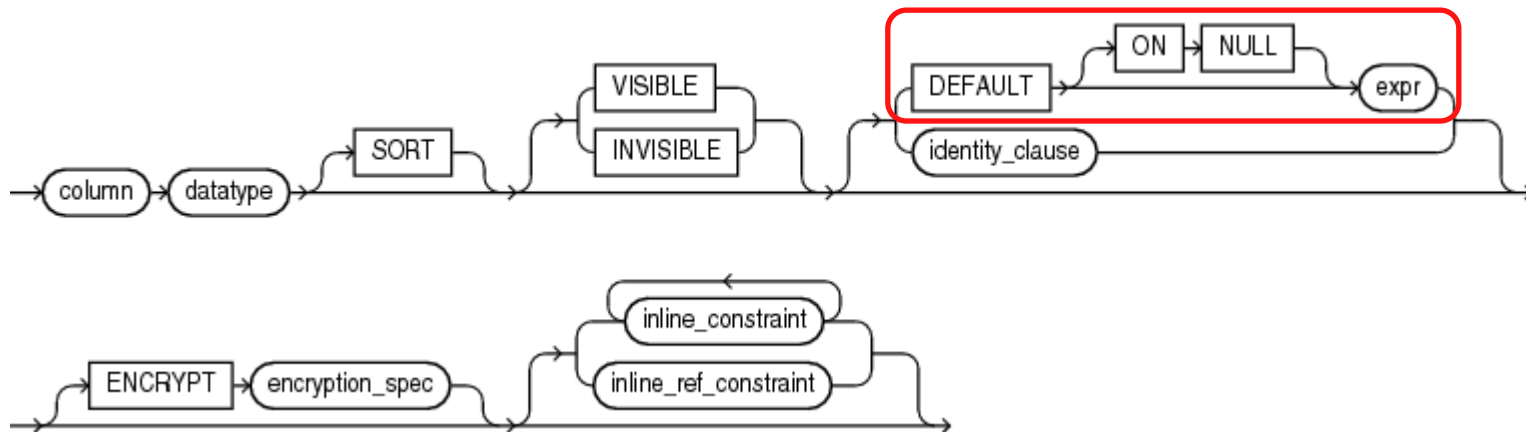 ON NULL
VISIBLE DEFAULT expr
SORT INVISIBLE identity_clause
column datatype
inline_constraint
ENCRYPT encryption_spec inline_ref_constraint